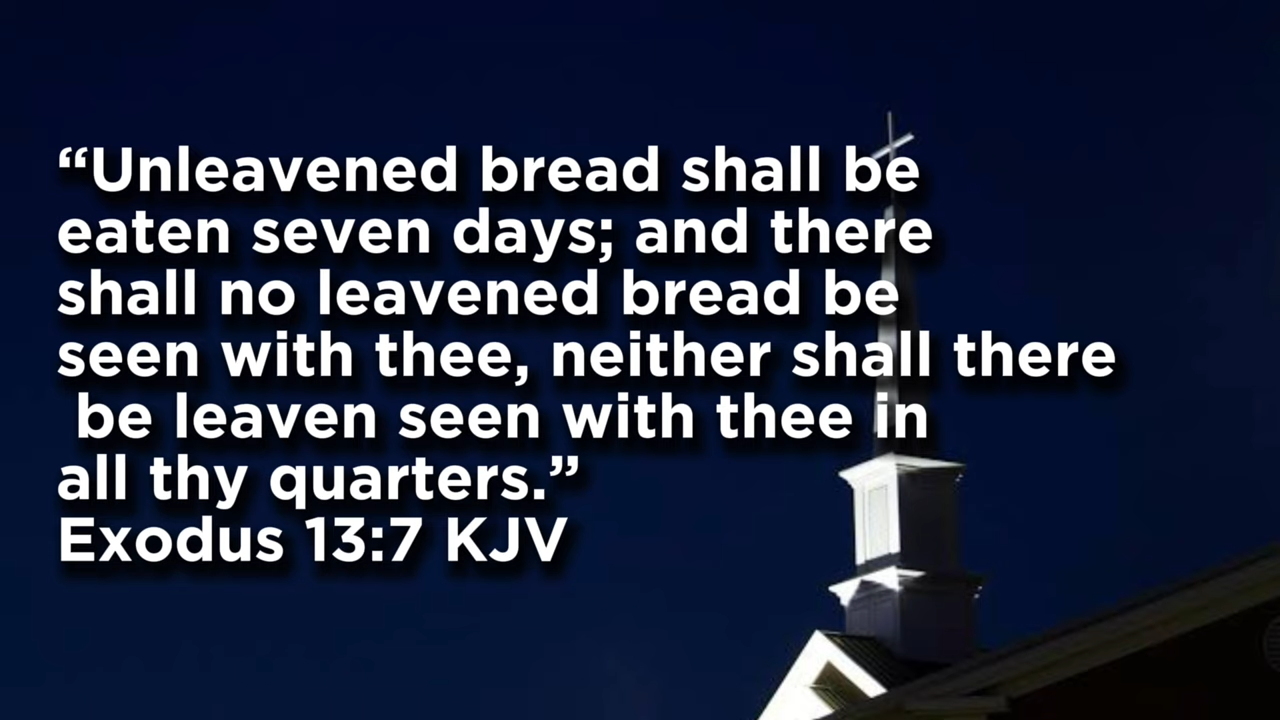 “Unleavened bread shall be
eaten seven days; and there
shall no leavened bread be
seen with thee, neither shall there
be leaven seen with thee in
all thy quarters.”
Exodus 13:7 KJV